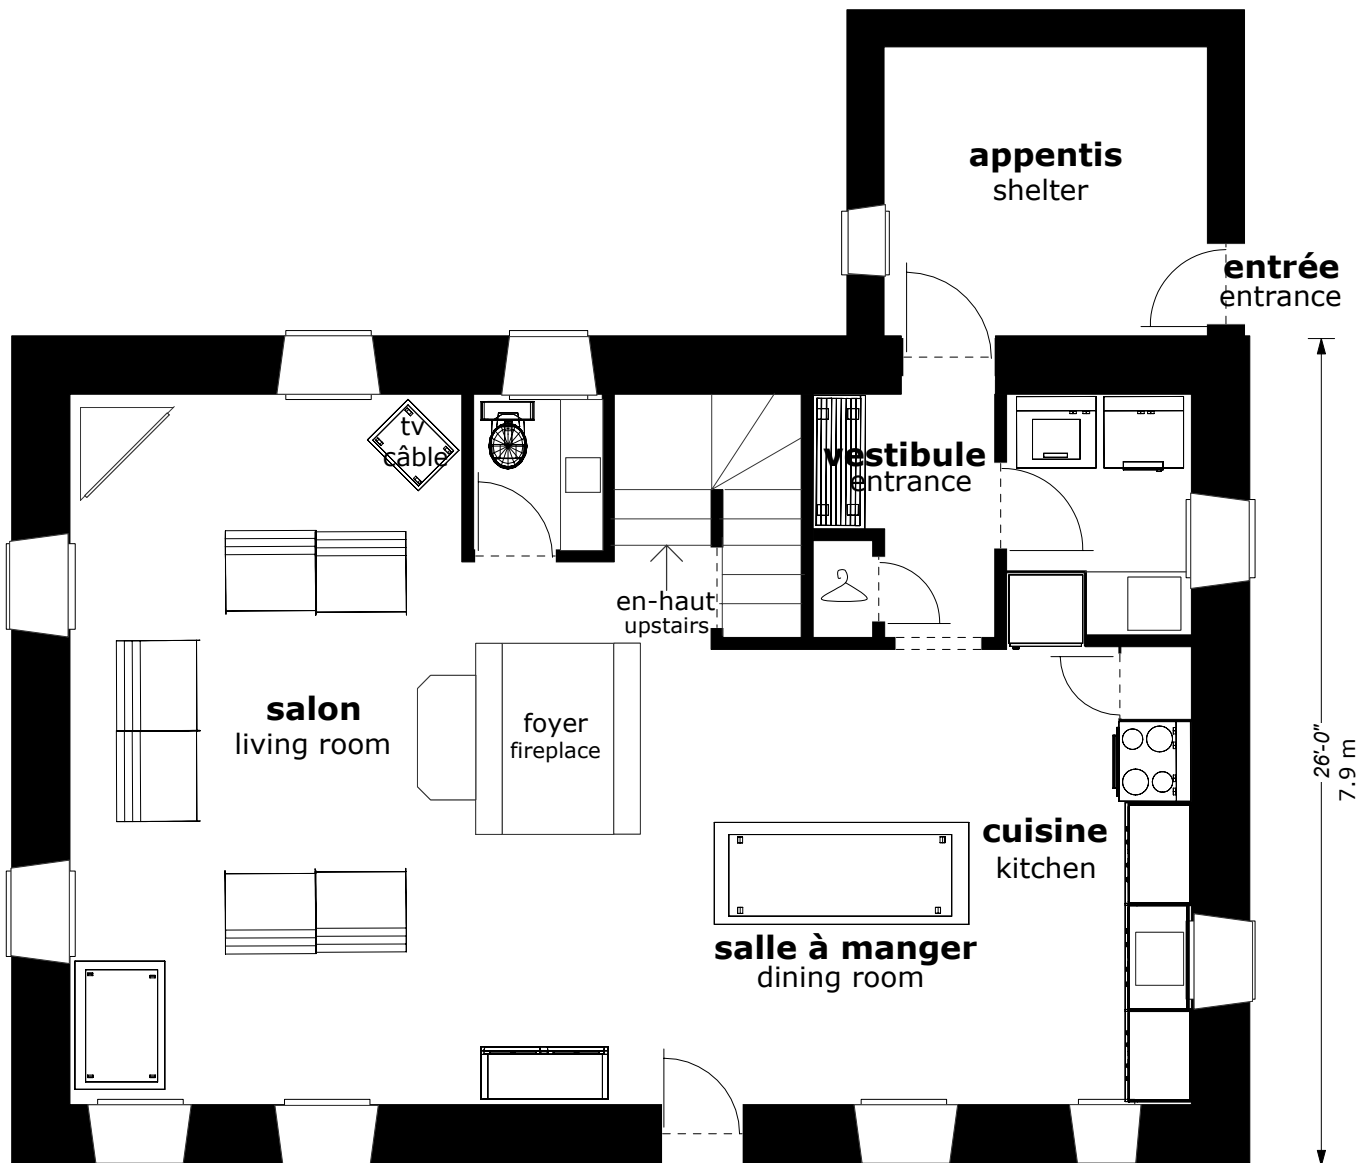 appentis
shelter
entrée
entrance
tv
câble
vestibule
entrance
en-haut
upstairs
salon
living room
foyer
fireplace
cuisine
kitchen
salle à manger
dining room
26'-0"
7.9 m